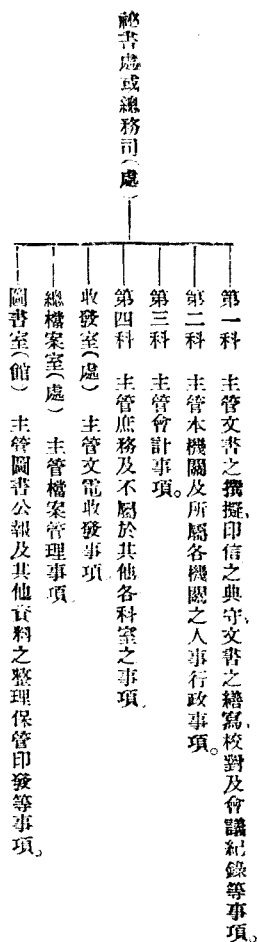 祕書處或總務司(處)
第一科　主管文書之撰擬、印信之典守、文書之繕寫、校對及會議紀錄等事項。
第二科　主管本機關及所屬各機關之人事行政事項。
第三科　主管會計事項。
第四科　主管庶務及不屬於其他各科室之事項。
收發室(處)　主管文電收發事項。
總檔案室(處)　主管檔案管理事項。
圖書室(館)　主管圖書公報及其他資料之整理保管印發等事項。